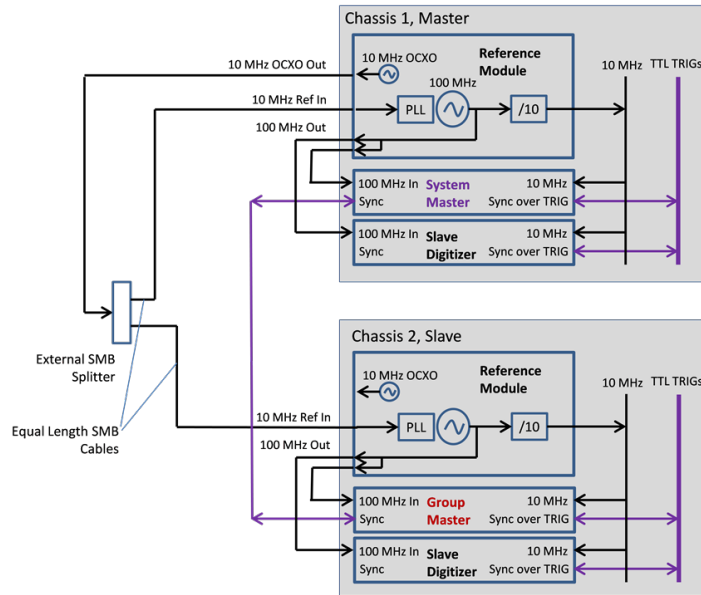 Chassis 1, Master
10 MHz OCXO Out
10 MHz OCXO
Reference
Module
10 MHz
TTL TRIGs
100 MHz
10 MHz Ref In
PLL
/10
100 MHz Out
100 MHz In
System
Master
10 MHz
Sync
Sync over TRIG
100 MHz In
Slave
Digitizer
10 MHz
Sync
Sync over TRIG
External SMB
Splitter
Equal Length SMB
Cables
Chassis 2, Slave
10 MHz OCXO
Reference
Module
10 MHz
TTL TRIGs
10 MHz Ref In
PLL
/10
100 MHz Out
100 MHz In
Group
Master
10 MHz
Sync
Sync over TRIG
100 MHz In
Slave
Digitizer
10 MHz
Sync
Sync over TRIG